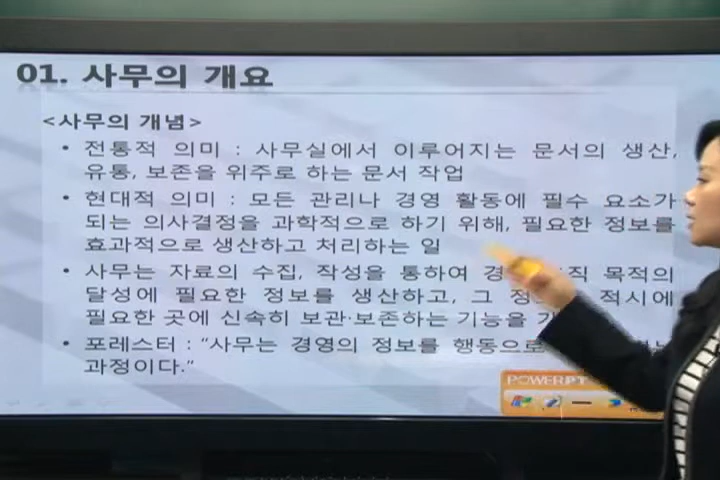 01. 사무의 개요
<사무의 개념>
• 전통적 의미 : 사무실에서 이루어지는 문서의 생산,
유통, 보존을 위주로 하는 문서 작업
• 현대적 의미 : 모든 관리나 경영 활동에 필수 요소가
되는 의사결정을 과학적으로 하기 위해, 필요한 정보를
효과적으로 생산하고 처리하는 일
• 사무는 자료의 수집, 작성을 통하여 목적의
달성에 필요한 정보를 생산하고, 그 적시에
필요한 곳에 신속히 보관·보존하는 기능을
• 포레스터 : “사무는 경영의 정보를 행동으로
과정이다.“
POWERPT